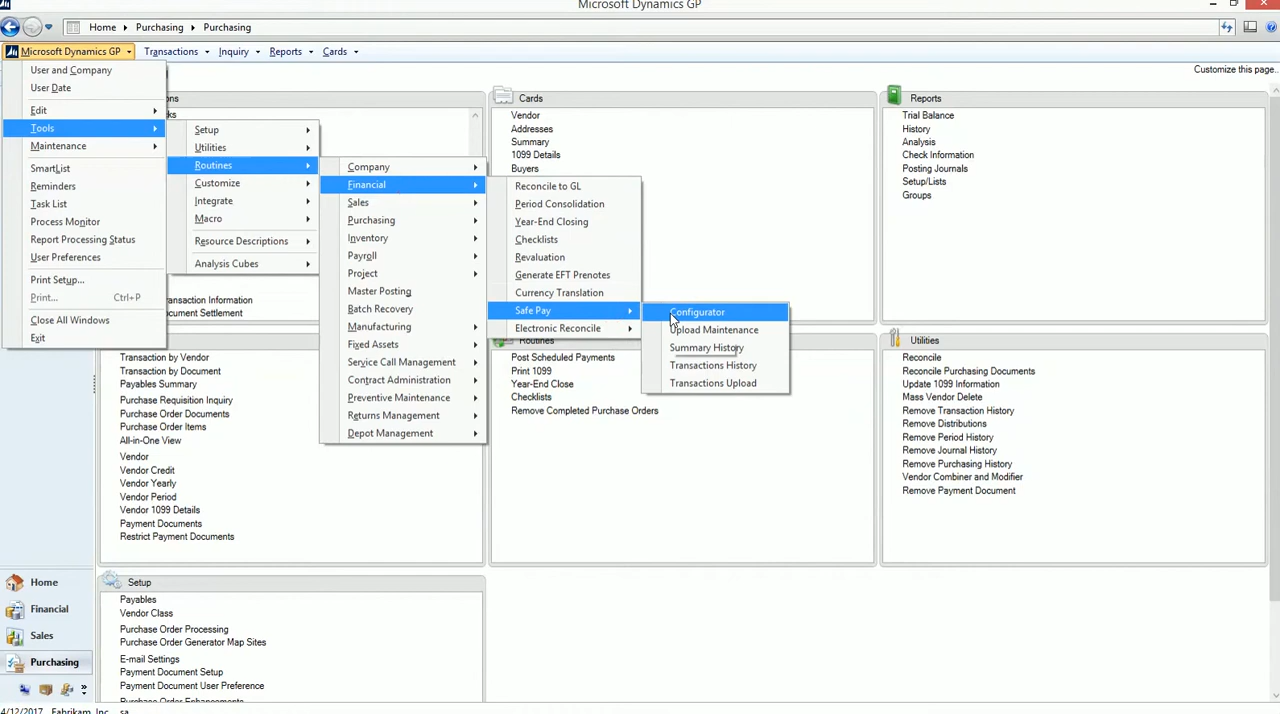 Microsoft Dynamics GP
Home
Purchasing
Purchasing
Microsoft Dynamics GP
Transactions
Inquiry
Reports
Cards
Customize this page..
User and Company
User Date
Edit
Tools
Maintenance
SmartList
Reminders
Task List
Process Monitor
Report Processing Status
User Preferences
Print Setup...
Print... Ctrl+P
Close All Windows
Exit
Setup
Utilities
Routines
Customize
Integrate
Macro
Resource Descriptions
Analysis Cubes
Company
Financial
Sales
Purchasing
Inventory
Payroll
Project
Master Posting
Batch Recovery
Manufacturing
Fixed Assets
Service Call Management
Contract Administration
Preventive Maintenance
Returns Management
Depot Management
Reconcile to GL
Period Consolidation
Year-End Closing
Checklists
Revaluation
Generate EFT Prenotes
Currency Translation
Safe Pay
Electronic Reconcile
Configurator
Upload Maintenance
Summary History
Transactions History
Transactions Upload
Cards
Vendor
Addresses
Summary
1099 Details
Buyers
Reports
Trial Balance
History
Analysis
Check Information
Posting Journals
Setup/Lists
Groups
Transaction by Vendor
Transaction by Document
Payables Summary
Purchase Requisition Inquiry
Purchase Order Documents
Purchase Order Items
All-in-One View
Vendor
Vendor Credit
Vendor Yearly
Vendor Period
Vendor 1099 Details
Payment Documents
Restrict Payment Documents
Routines
Post Scheduled Payments
Print 1099
Year-End Close
Checklists
Remove Completed Purchase Orders
Utilities
Reconcile
Reconcile Purchasing Documents
Update 1099 Information
Mass Vendor Delete
Remove Transaction History
Remove Distributions
Remove Period History
Remove Journal History
Remove Purchasing History
Vendor Combiner and Modifier
Remove Payment Document
Setup
Payables
Vendor Class
Purchase Order Processing
Purchase Order Generator Map Sites
E-mail Settings
Payment Document Setup
Payment Document User Preference
Purchase Order Enhancements
Home
Financial
Sales
Purchasing
4/12/2017 Fabrikam, Inc. sa